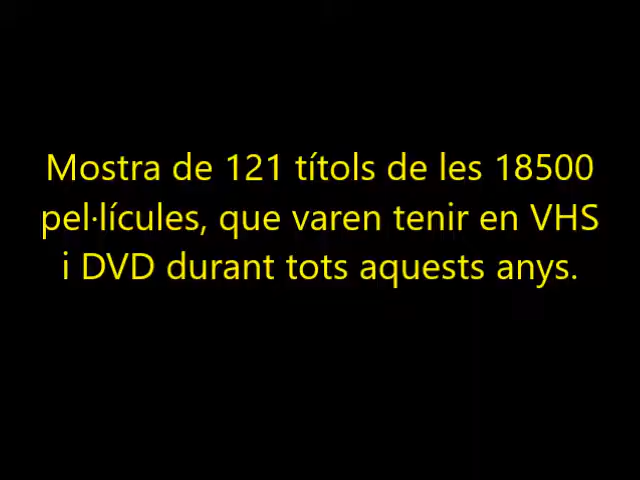 Mostra de 121 títols de les 18500
pel·lícules, que varen tenir en VHS
i DVD durant tots aquests anys.